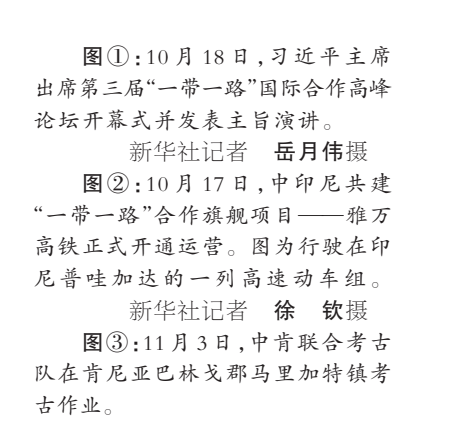 图①：10月18日，习近平主席
出席第三届“一带一路”国际合作高峰
论坛开幕式并发表主旨演讲。
新华社记者　岳月伟摄
图②：10月17日，中印尼共建
“一带一路”合作旗舰项目——雅万
高铁正式开通运营。图为行驶在印
尼普哇加达的一列高速动车组。
新华社记者　徐　钦摄
图③：11月3日，中肯联合考古
队在肯尼亚巴林戈郡马里加特镇考
古作业。